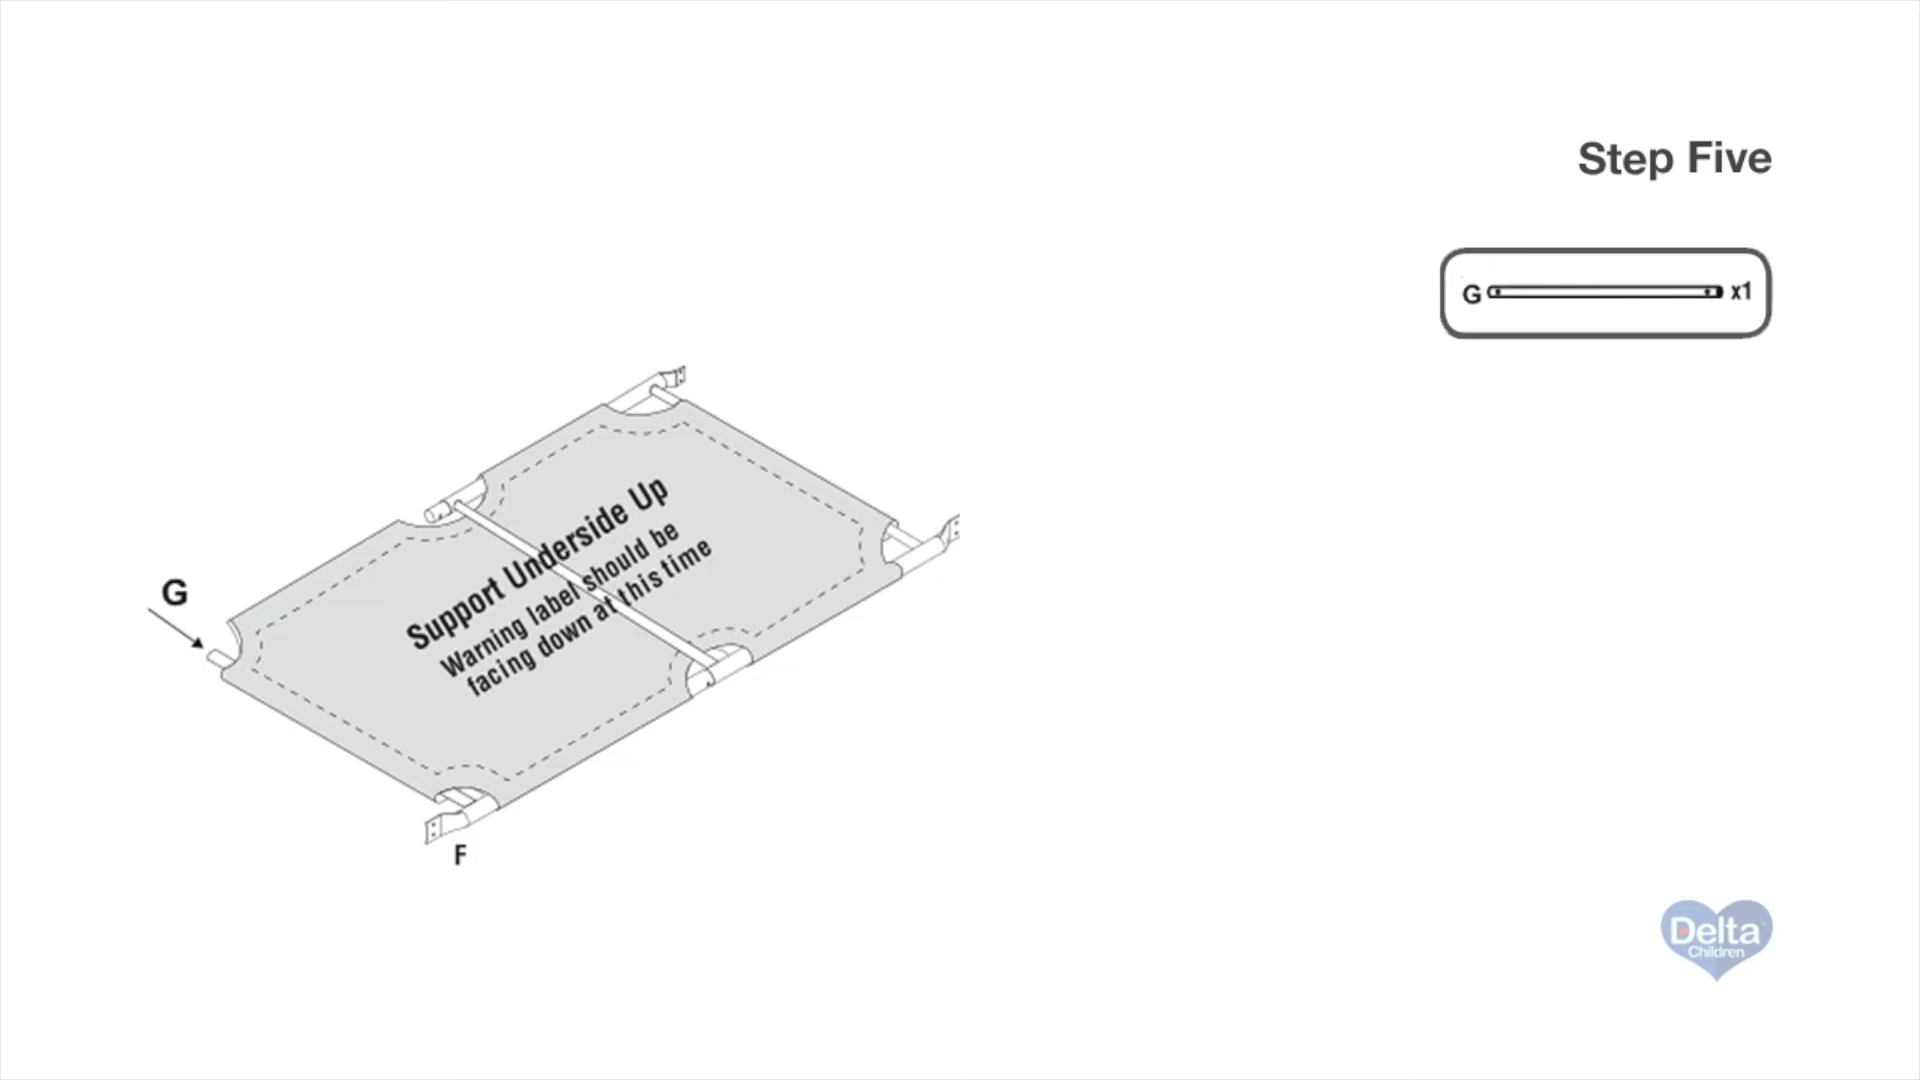 Step Five
G x1
Support Underside Up
Warning label should be
facing down at this time
G
F
Delta
Children